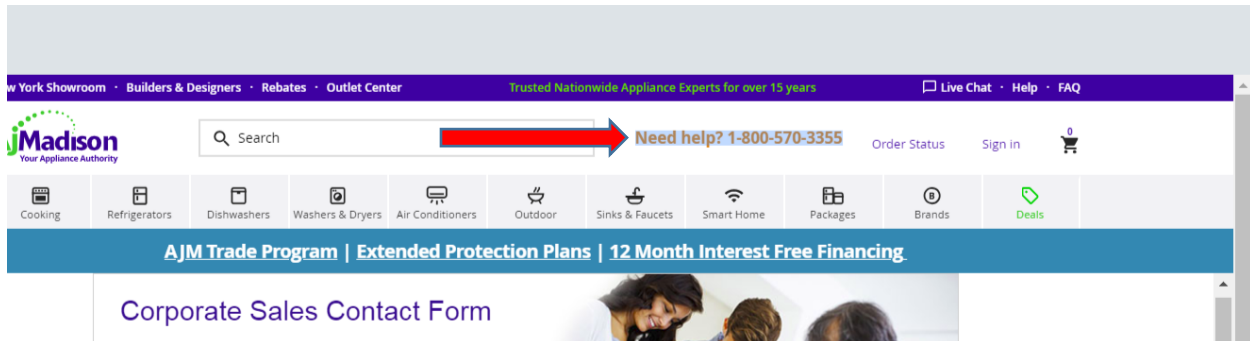 w York Showroom · Builders & Designers · Rebates · Outlet Center Trusted Nationwide Appliance Experts for over 15 years Live Chat · Help · FAQ
AjMadison
Your Appliance Authority
Search
Need help? 1-800-570-3355
Order Status
Sign in
0
Cooking Refrigerators Dishwashers Washers & Dryers Air Conditioners Outdoor Sinks & Faucets Smart Home Packages B Brands Deals
AJM Trade Program | Extended Protection Plans | 12 Month Interest Free Financing
Corporate Sales Contact Form